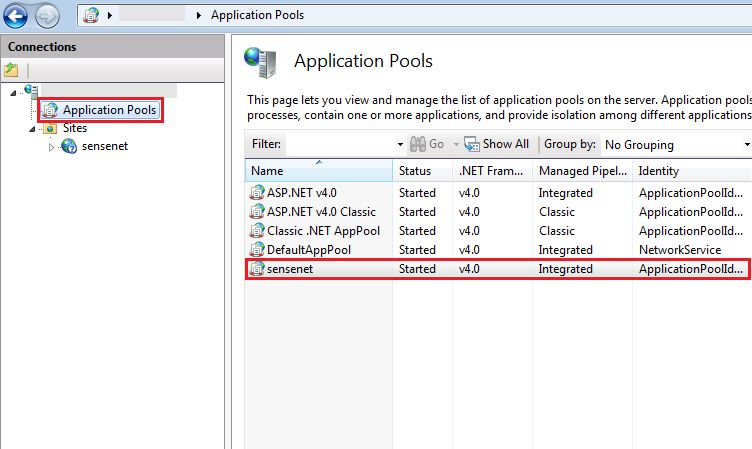 Application Pools
Connections
Application Pools
Sites
sensenet
Application Pools
This page lets you view and manage the list of application pools on the server. Application pools
processes, contain one or more applications, and provide isolation among different applications
Filter: Go Show All Group by: No Grouping
Name Status .NET Fram... Managed Pipel... Identity
ASP.NET v4.0 Started v4.0 Integrated ApplicationPoolId...
ASP.NET v4.0 Classic Started v4.0 Classic ApplicationPoolId...
Classic .NET AppPool Started v4.0 Classic ApplicationPoolId...
DefaultAppPool Started v4.0 Integrated NetworkService
sensenet Started v4.0 Integrated ApplicationPoolId...